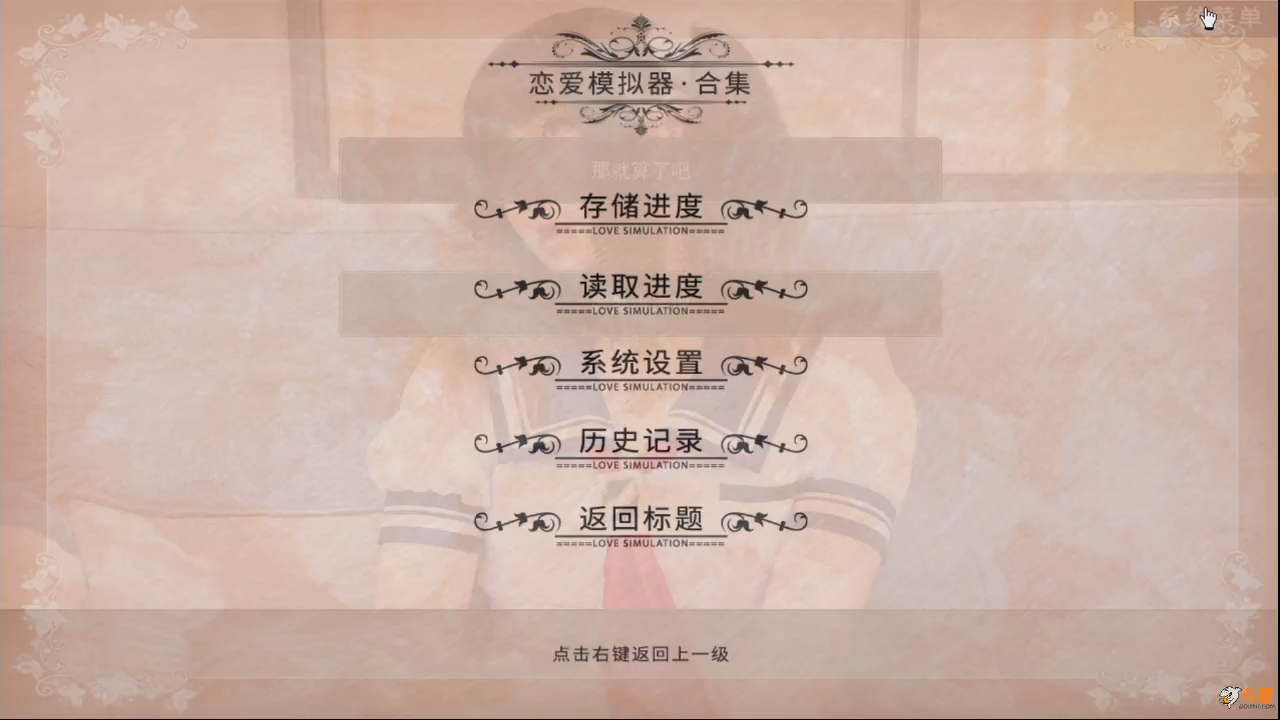 系统菜单
恋爱模拟器·合集
那就算了吧
存储进度
=====LOVE SIMULATION=====
读取进度
=====LOVE SIMULATION=====
系统设置
=====LOVE SIMULATION=====
历史记录
=====LOVE SIMULATION=====
返回标题
=====LOVE SIMULATION=====
点击右键返回上一级